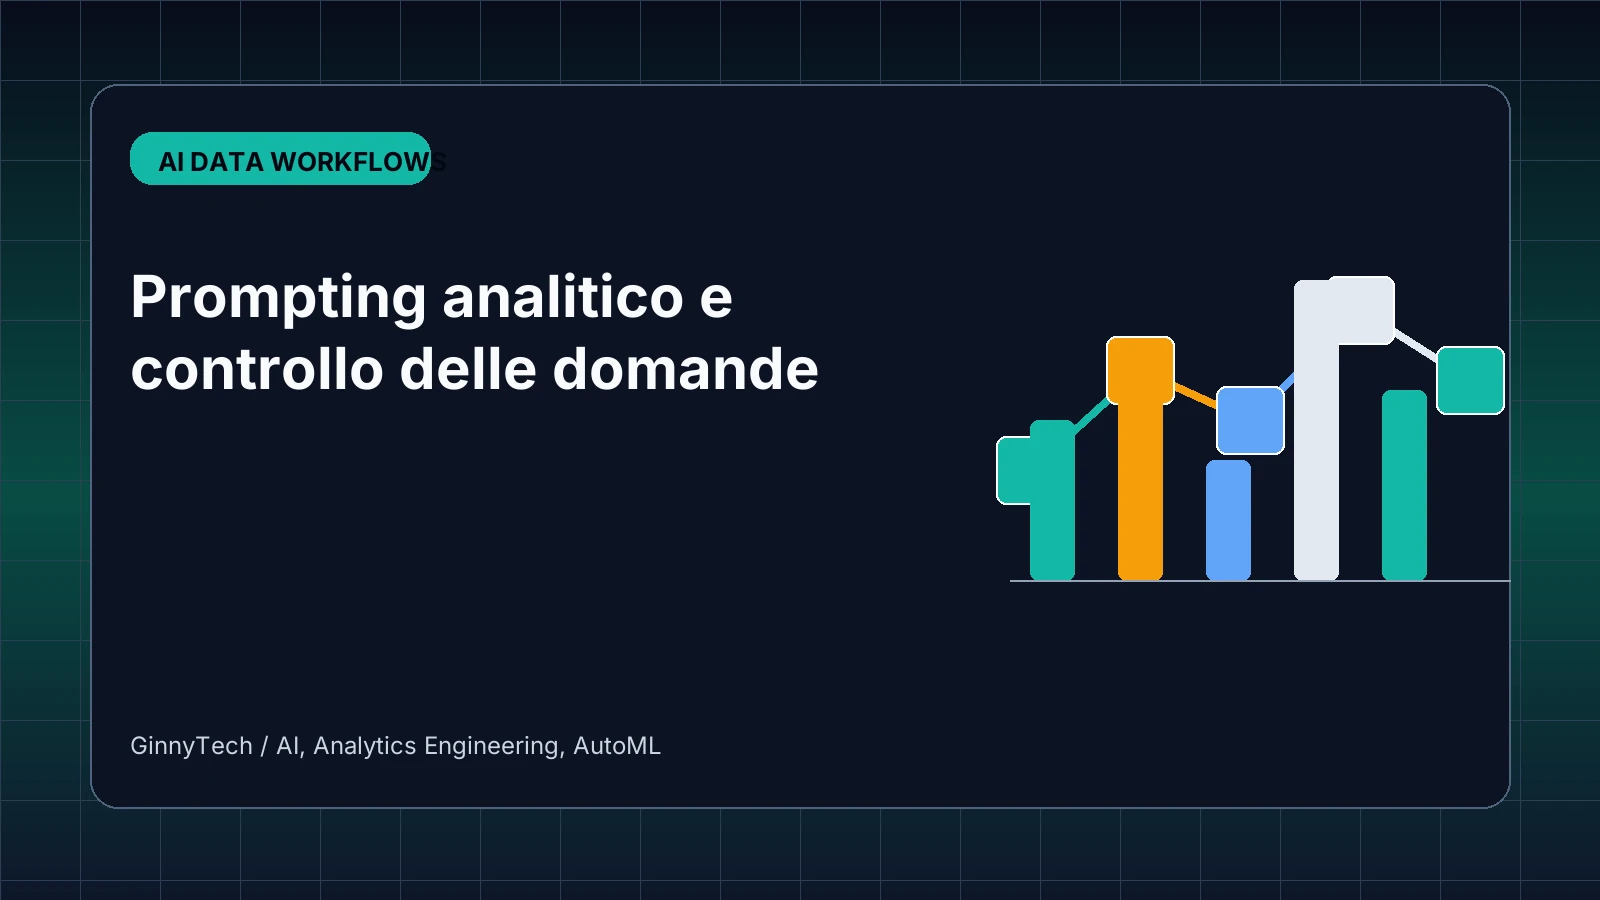 AI DATA WORKFLOWS
Prompting analitico e
controllo delle domande
GinnyTech / AI, Analytics Engineering, AutoML